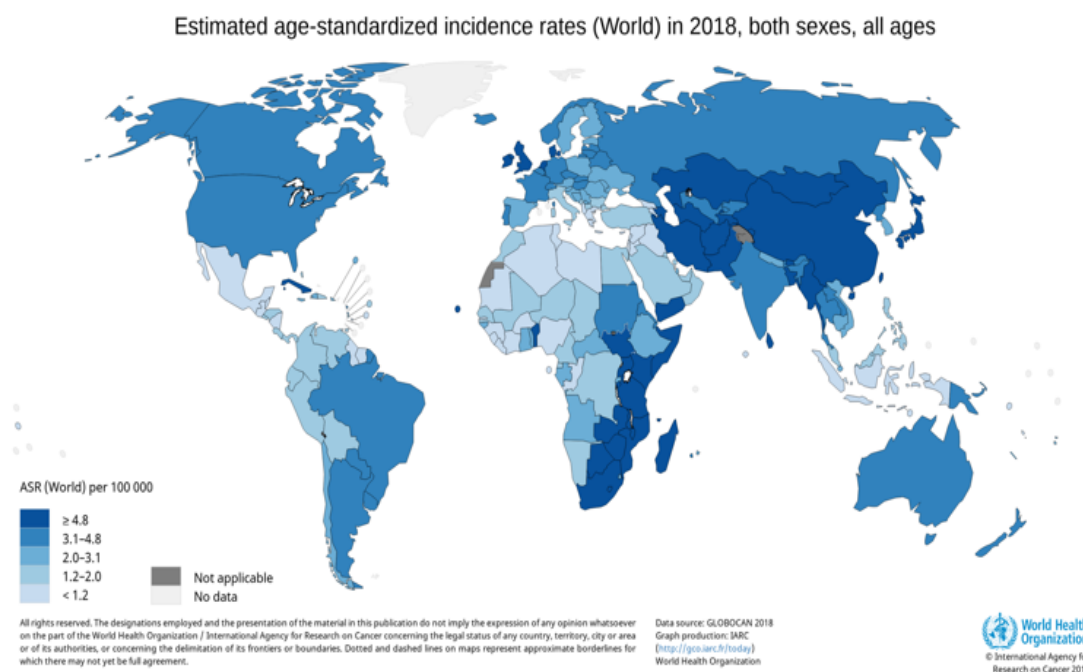 Estimated age-standardized incidence rates (World) in 2018, both sexes, all ages
ASR (World) per 100 000
≥ 4.8
3.1–4.8
2.0–3.1
1.2–2.0
< 1.2
Not applicable
No data
All rights reserved. The designations employed and the presentation of the material in this publication do not imply the expression of any opinion whatsoever
on the part of the World Health Organization / International Agency for Research on Cancer concerning the legal status of any country, territory, city or area
or of its authorities, or concerning the delimitation of its frontiers or boundaries. Dotted and dashed lines on maps represent approximate borderlines for
which there may not yet be full agreement.
Data source: GLOBOCAN 2018
Graph production: IARC
(http://gco.iarc.fr/today)
World Health Organization
World Health
Organization
© International Agency for
Research on Cancer 201